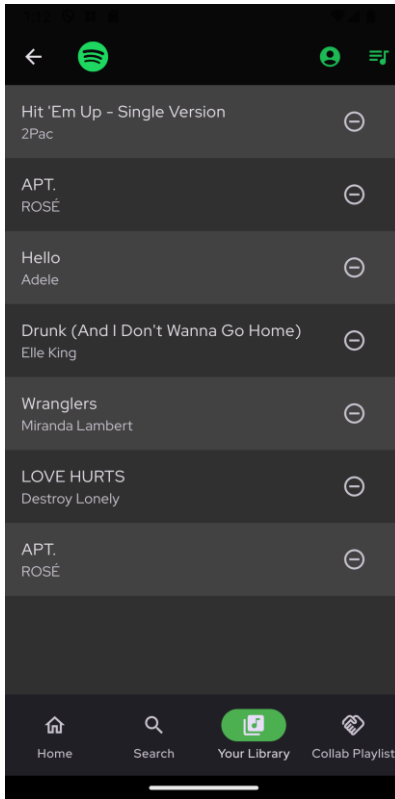 Hit 'Em Up - Single Version
2Pac
APT.
ROSÉ
Hello
Adele
Drunk (And I Don't Wanna Go Home)
Elle King
Wranglers
Miranda Lambert
LOVE HURTS
Destroy Lonely
APT.
ROSÉ
Home
Search
Your Library
Collab Playlist